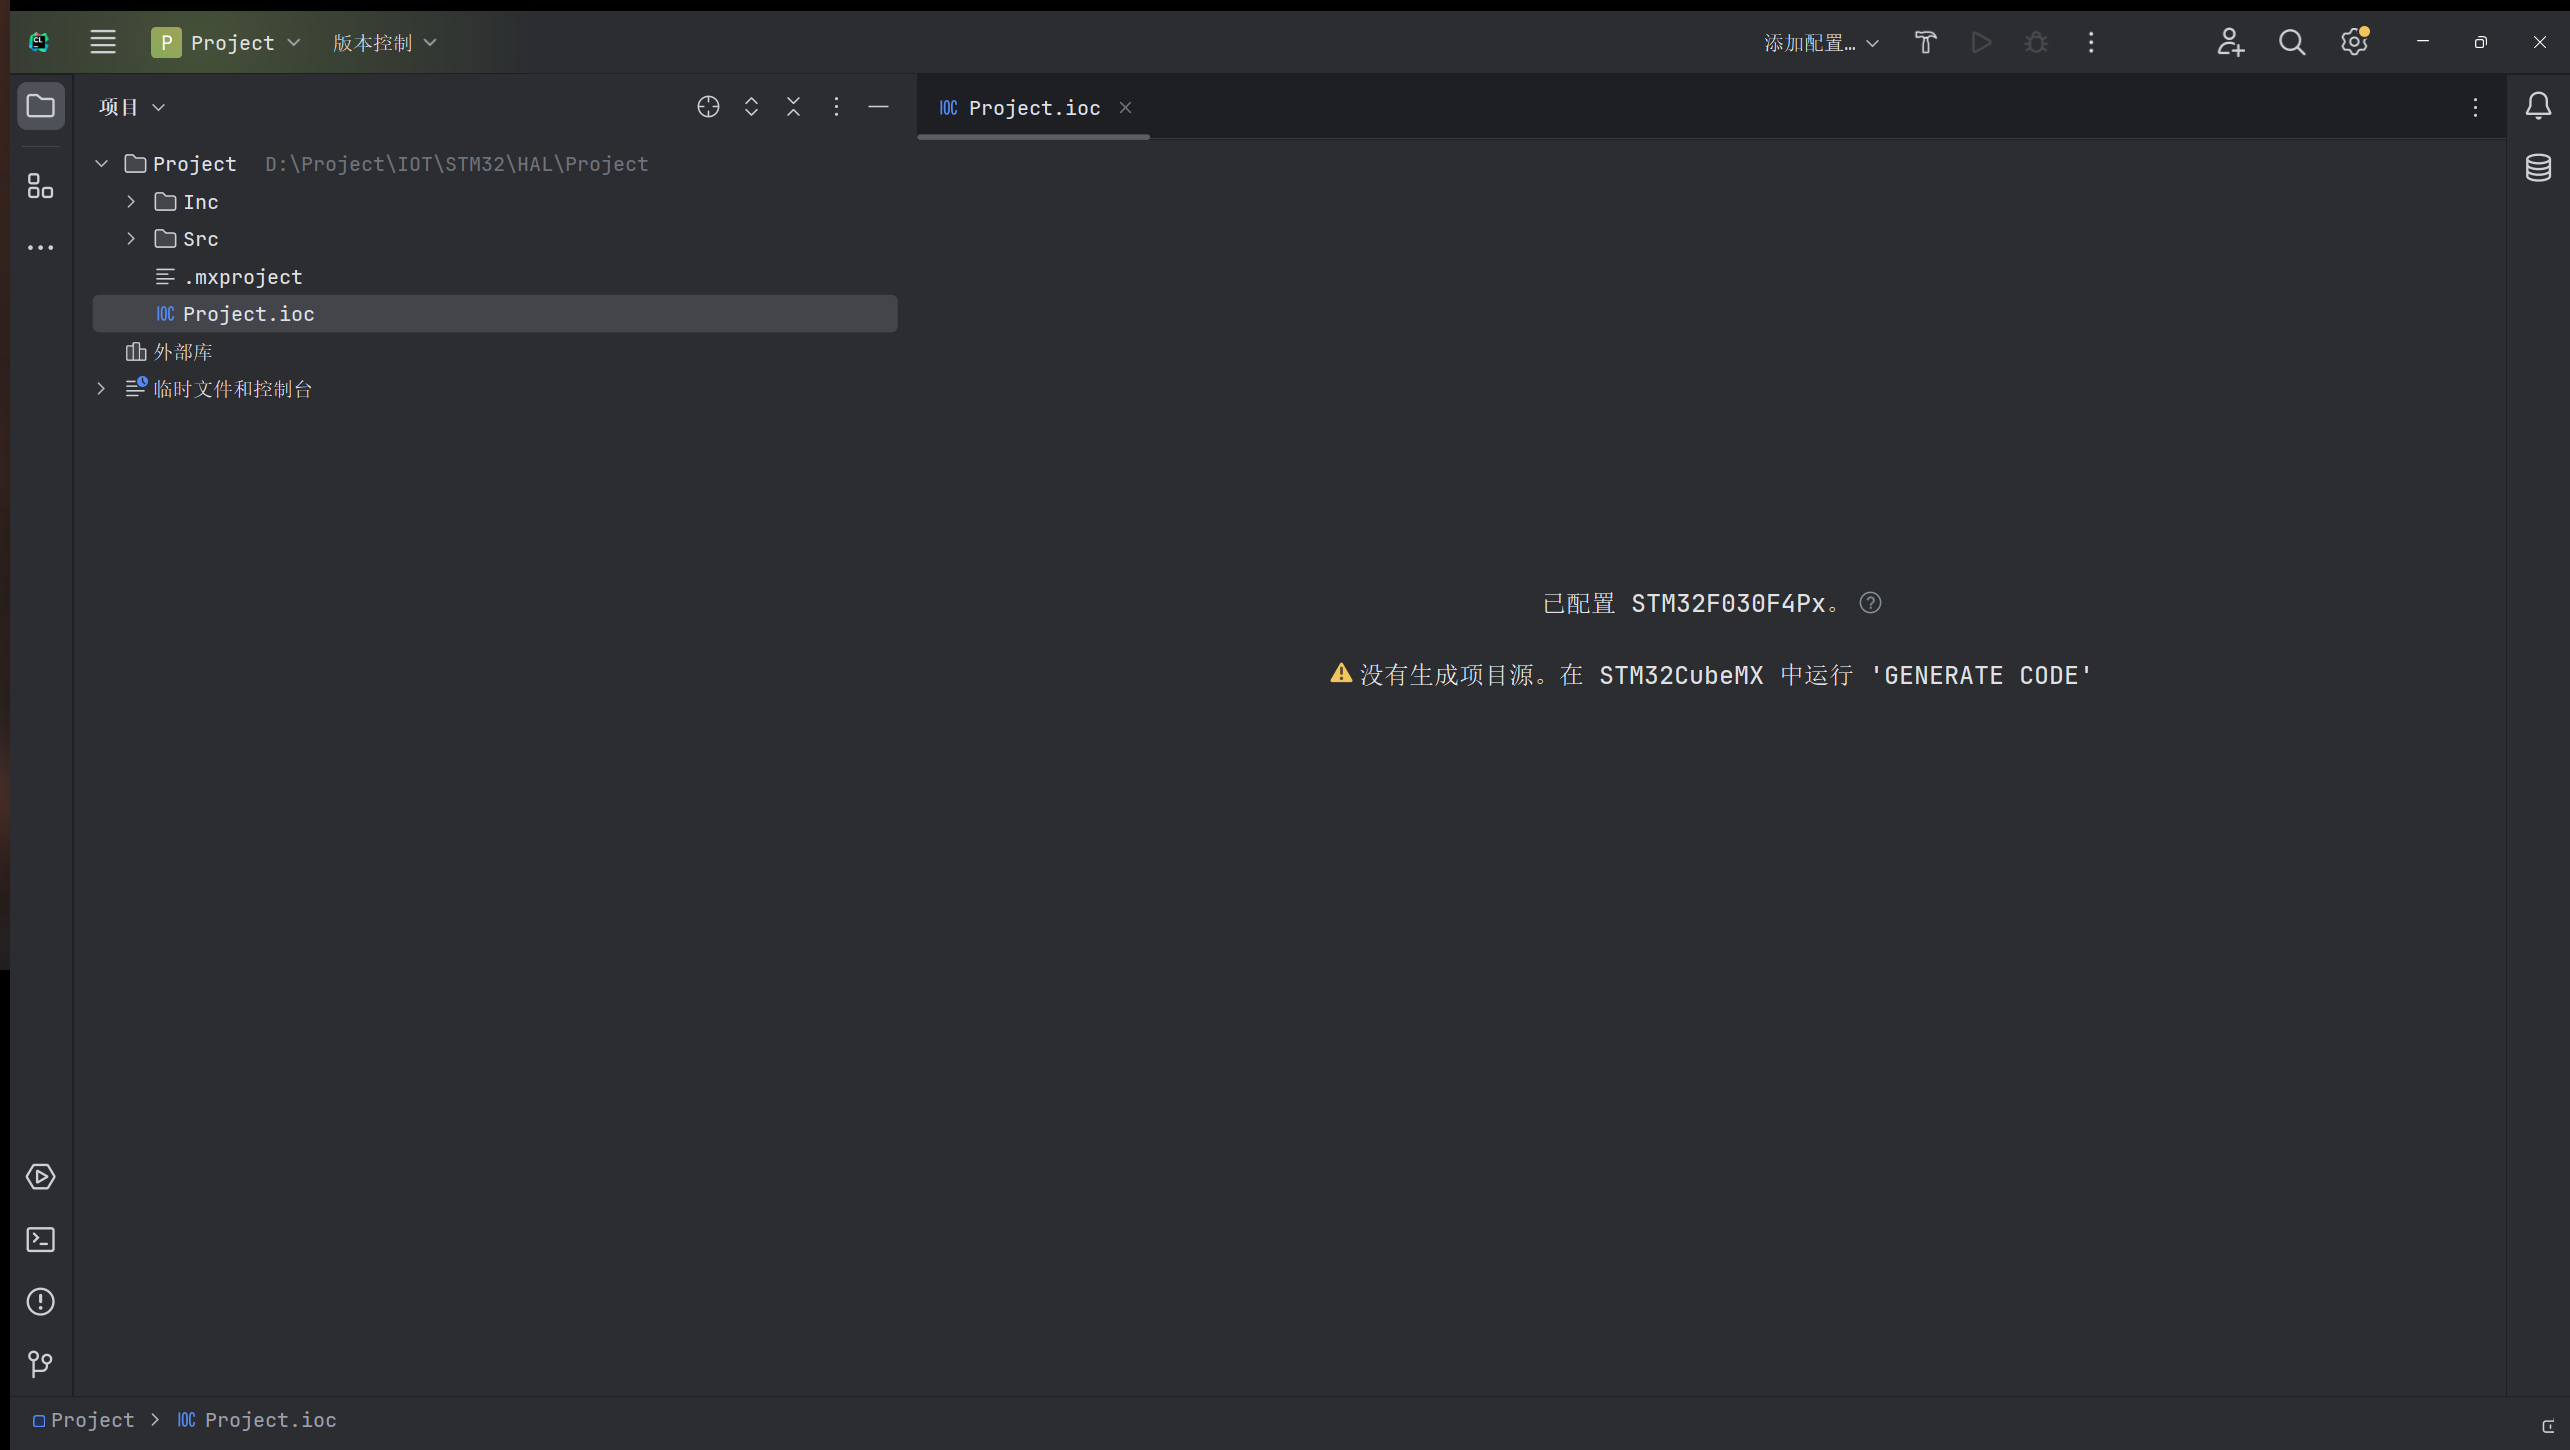 P Project 版本控制 添加配置...
项目
Project.ioc
Project D:\Project\IOT\STM32\HAL\Project
Inc
Src
.mxproject
IOC Project.ioc
外部库
临时文件和控制台
已配置 STM32F030F4Px。
没有生成项目源。在 STM32CubeMX 中运行 'GENERATE CODE'
Project > IOC Project.ioc